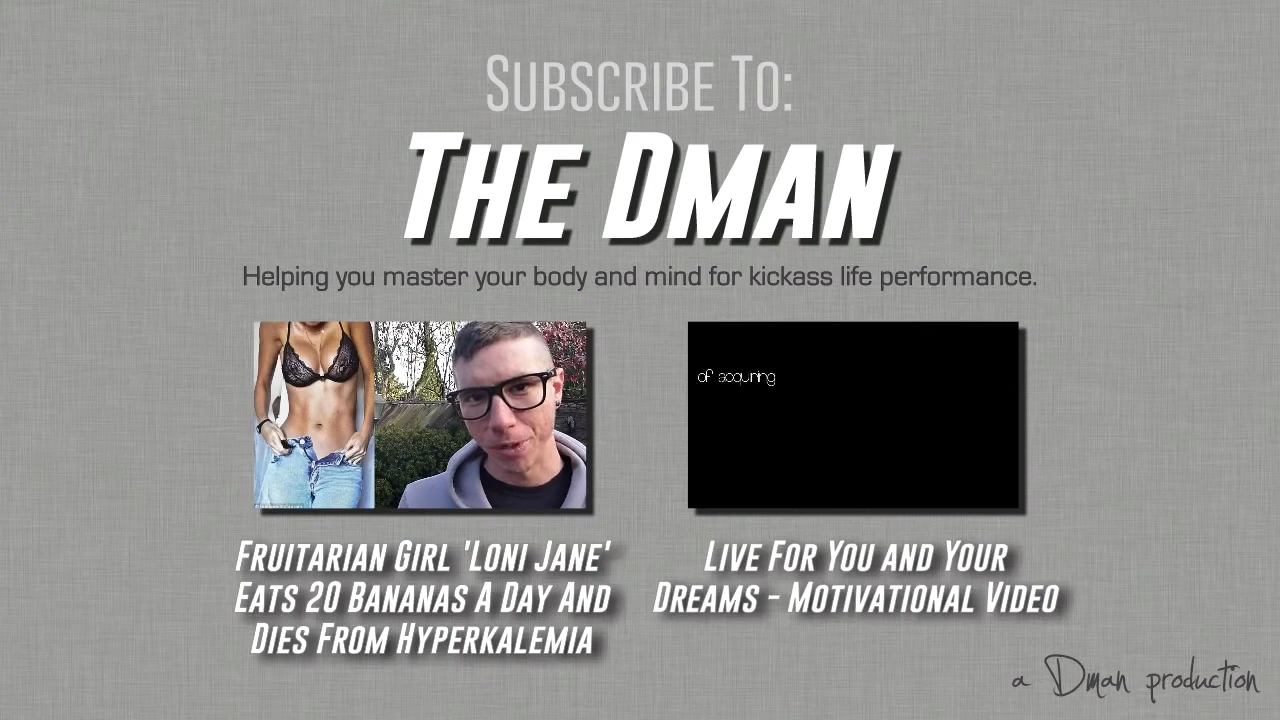 Subscribe To:
The Dman
Helping you master your body and mind for kickass life performance.
of acquiring
Fruitarian Girl 'Loni Jane'
Eats 20 Bananas A Day And
Dies From Hyperkalemia
Live For You and Your
Dreams - Motivational Video
a Dman production